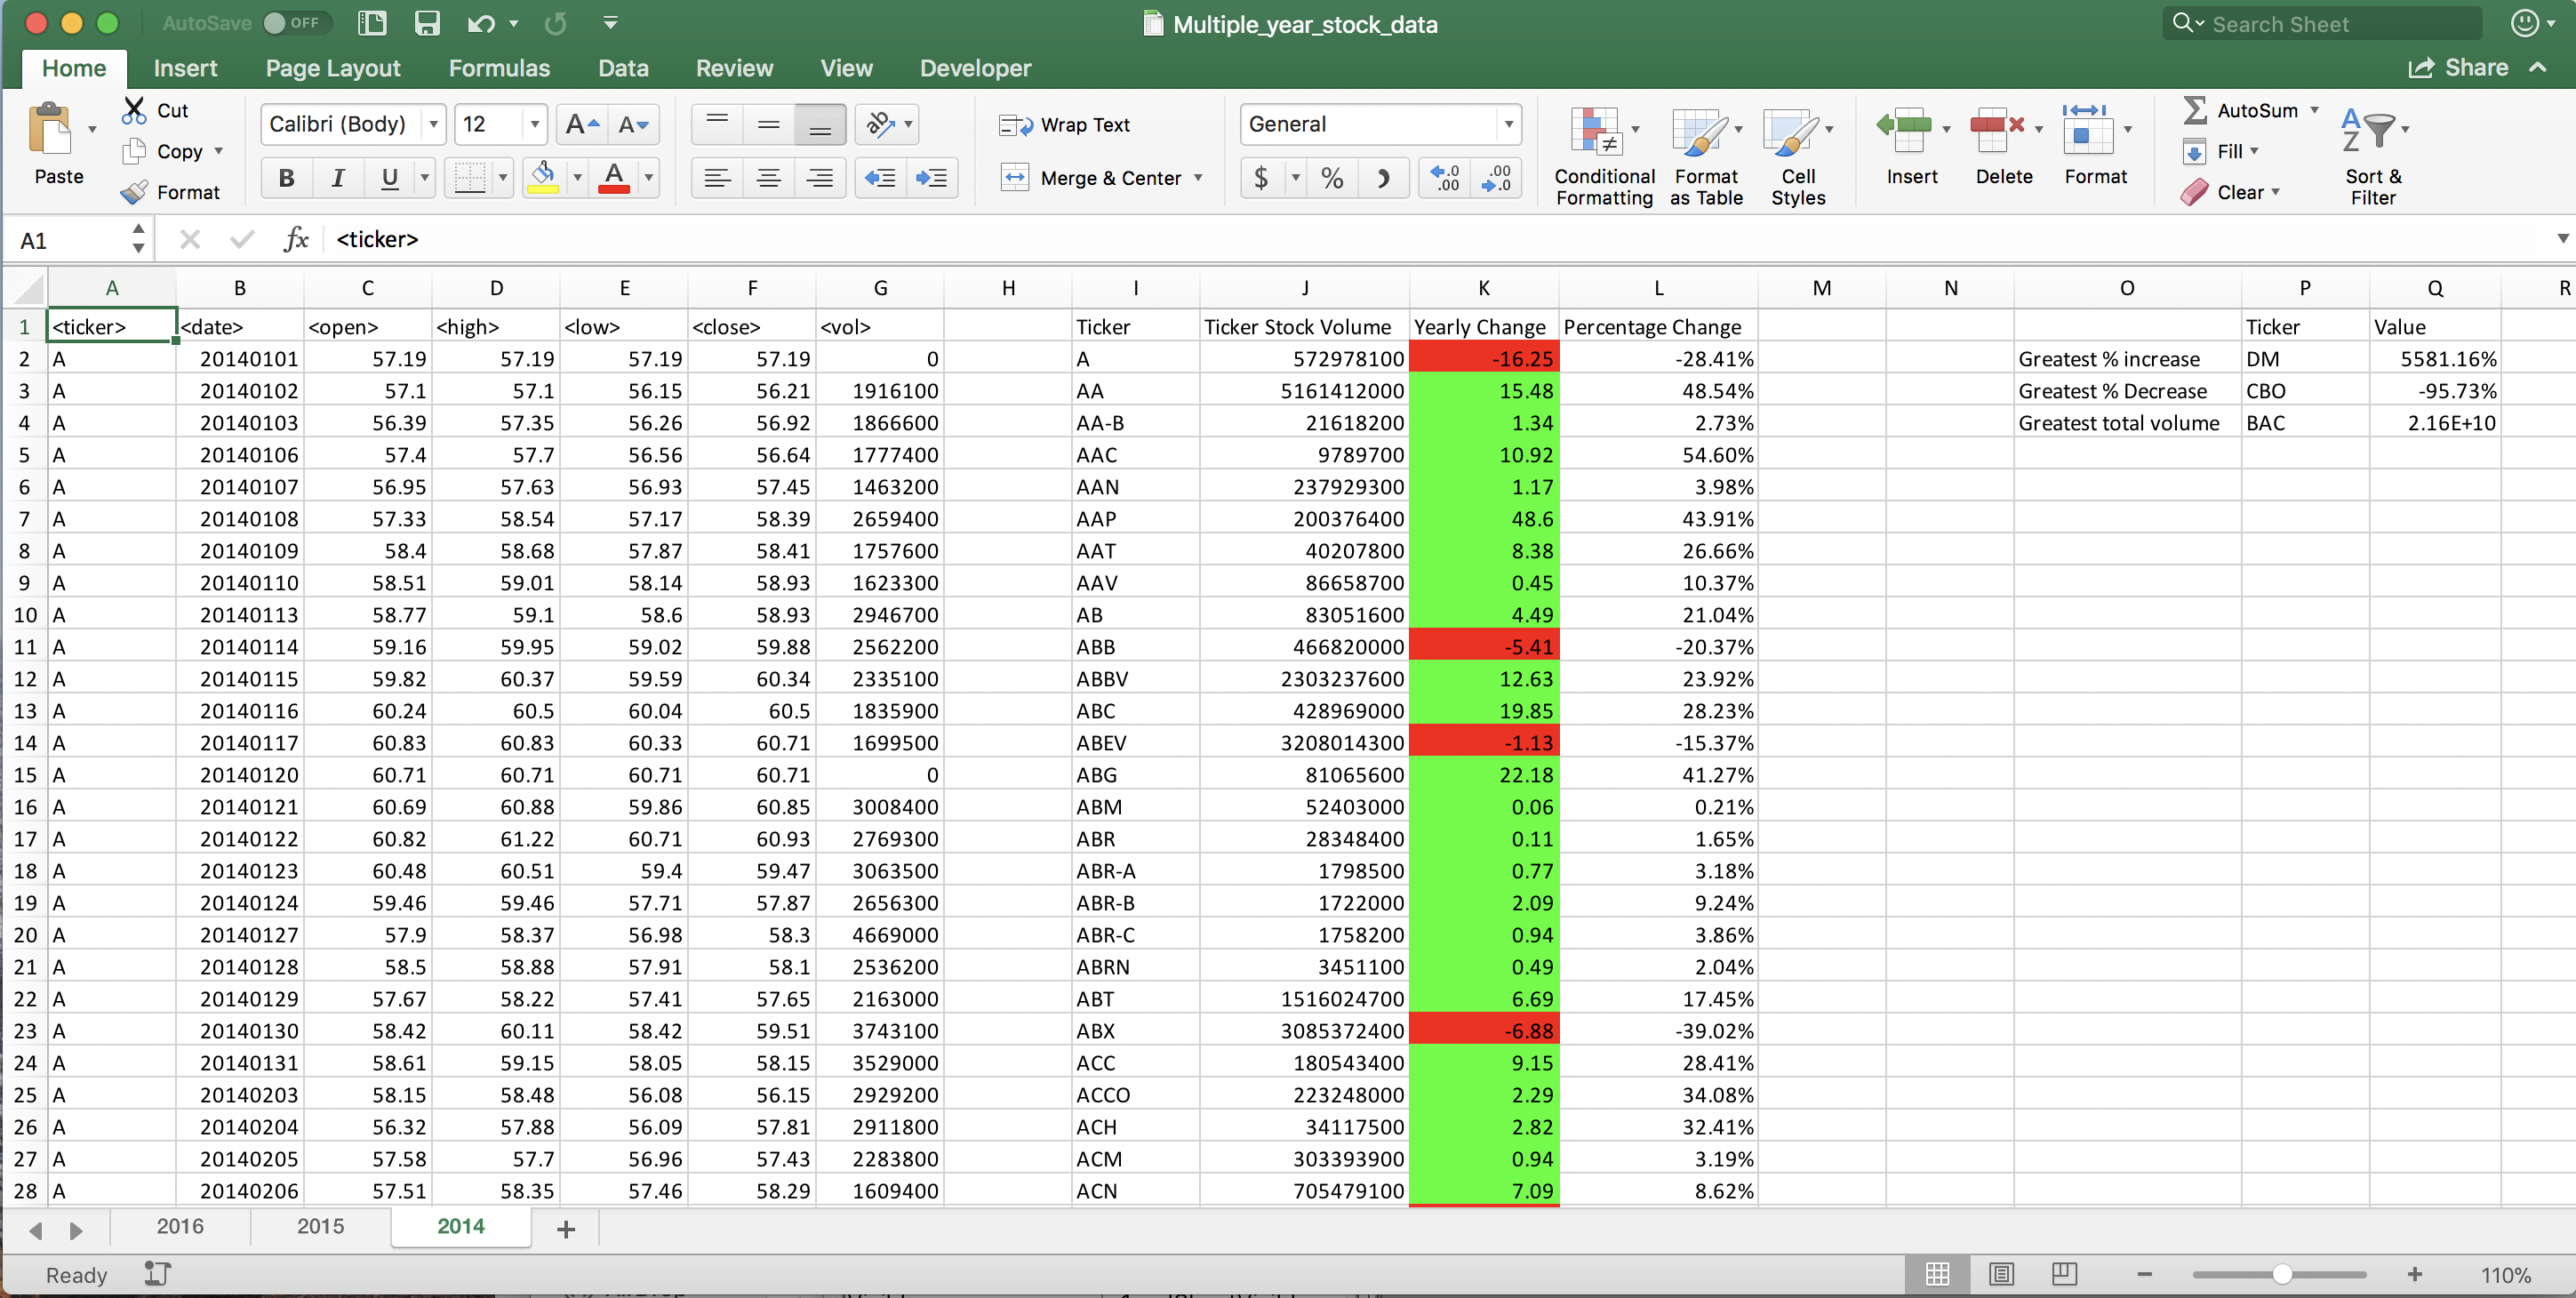 AutoSave OFF Multiple_year_stock_data Search Sheet
Home Insert Page Layout Formulas Data Review View Developer Share
Paste Cut Copy Format
Calibri (Body) 12 A A
B I U A
ab Wrap Text
Merge & Center
General
$ % .0 .00 .00 .0
Conditional Formatting
Format as Table
Cell Styles
Insert Delete Format
AutoSum
Fill
Clear
A Z Sort & Filter
A1 fx <ticker>
A B C D E F G H I J K L M N O P Q R
1 <ticker> <date> <open> <high> <low> <close> <vol> Ticker Ticker Stock Volume Yearly Change Percentage Change Ticker Value
2 A 20140101 57.19 57.19 57.19 57.19 0 A 572978100 -16.25 -28.41% Greatest % increase DM 5581.16%
3 A 20140102 57.1 57.1 56.15 56.21 1916100 AA 5161412000 15.48 48.54% Greatest % Decrease CBO -95.73%
4 A 20140103 56.39 57.35 56.26 56.92 1866600 AA-B 21618200 1.34 2.73% Greatest total volume BAC 2.16E+10
5 A 20140106 57.4 57.7 56.56 56.64 1777400 AAC 9789700 10.92 54.60%
6 A 20140107 56.95 57.63 56.93 57.45 1463200 AAN 237929300 1.17 3.98%
7 A 20140108 57.33 58.54 57.17 58.39 2659400 AAP 200376400 48.6 43.91%
8 A 20140109 58.4 58.68 57.87 58.41 1757600 AAT 40207800 8.38 26.66%
9 A 20140110 58.51 59.01 58.14 58.93 1623300 AAV 86658700 0.45 10.37%
10 A 20140113 58.77 59.1 58.6 58.93 2946700 AB 83051600 4.49 21.04%
11 A 20140114 59.16 59.95 59.02 59.88 2562200 ABB 466820000 -5.41 -20.37%
12 A 20140115 59.82 60.37 59.59 60.34 2335100 ABBV 2303237600 12.63 23.92%
13 A 20140116 60.24 60.5 60.04 60.5 1835900 ABC 428969000 19.85 28.23%
14 A 20140117 60.83 60.83 60.33 60.71 1699500 ABEV 3208014300 -1.13 -15.37%
15 A 20140120 60.71 60.71 60.71 60.71 0 ABG 81065600 22.18 41.27%
16 A 20140121 60.69 60.88 59.86 60.85 3008400 ABM 52403000 0.06 0.21%
17 A 20140122 60.82 61.22 60.71 60.93 2769300 ABR 28348400 0.11 1.65%
18 A 20140123 60.48 60.51 59.4 59.47 3063500 ABR-A 1798500 0.77 3.18%
19 A 20140124 59.46 59.46 57.71 57.87 2656300 ABR-B 1722000 2.09 9.24%
20 A 20140127 57.9 58.37 56.98 58.3 4669000 ABR-C 1758200 0.94 3.86%
21 A 20140128 58.5 58.88 57.91 58.1 2536200 ABRN 3451100 0.49 2.04%
22 A 20140129 57.67 58.22 57.41 57.65 2163000 ABT 1516024700 6.69 17.45%
23 A 20140130 58.42 60.11 58.42 59.51 3743100 ABX 3085372400 -6.88 -39.02%
24 A 20140131 58.61 59.15 58.05 58.15 3529000 ACC 180543400 9.15 28.41%
25 A 20140203 58.15 58.48 56.08 56.15 2929200 ACCO 223248000 2.29 34.08%
26 A 20140204 56.32 57.88 56.09 57.81 2911800 ACH 34117500 2.82 32.41%
27 A 20140205 57.58 57.7 56.96 57.43 2283800 ACM 303393900 0.94 3.19%
28 A 20140206 57.51 58.35 57.46 58.29 1609400 ACN 705479100 7.09 8.62%
2016 2015 2014 +
Ready 110%